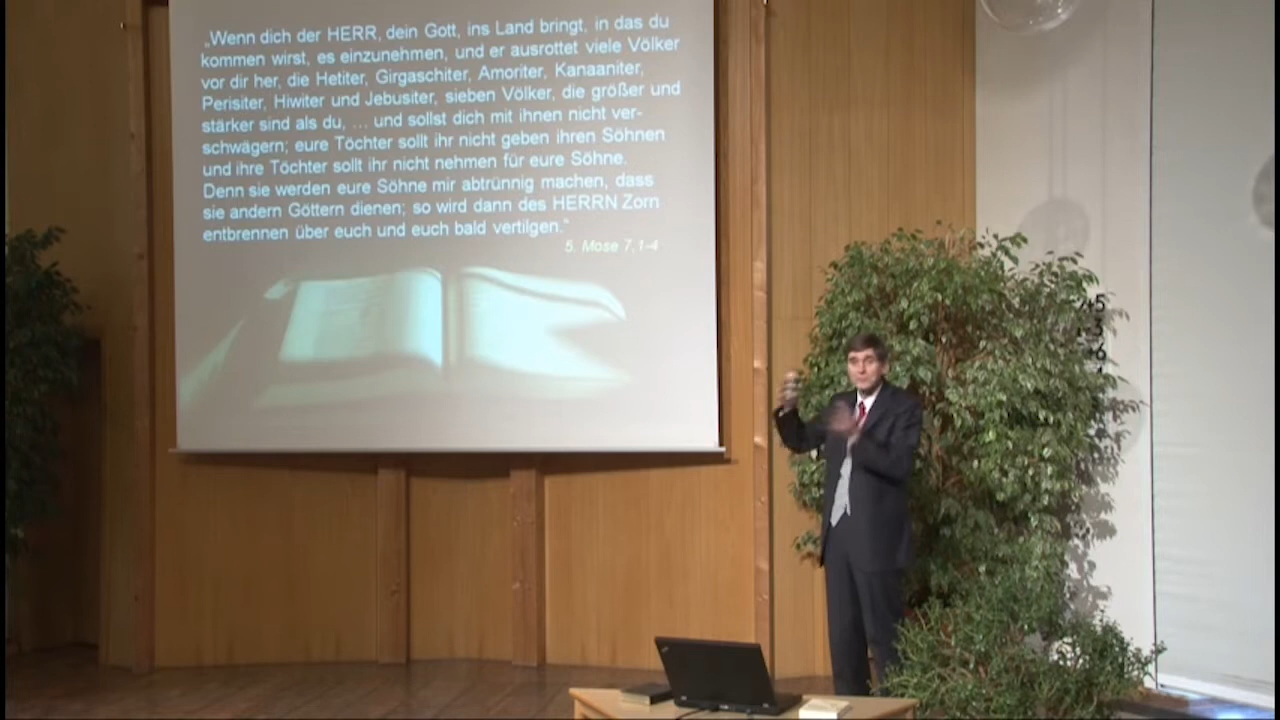 „Wenn dich der HERR, dein Gott, ins Land bringt, in das du
kommen wirst, es einzunehmen, und er ausrottet viele Völker
vor dir her, die Hetiter, Girgaschiter, Amoriter, Kanaaniter,
Perisiter, Hiwiter und Jebusiter, sieben Völker, die größer und
stärker sind als du, ... und sollst dich mit ihnen nicht ver-
schwägern; eure Töchter sollt ihr nicht geben ihren Söhnen
und ihre Töchter sollt ihr nicht nehmen für eure Söhne.
Denn sie werden eure Söhne mir abtrünnig machen, dass
sie andern Göttern dienen; so wird dann des HERRN Zorn
entbrennen über euch und euch bald vertilgen.“
5. Mose 7,1-4